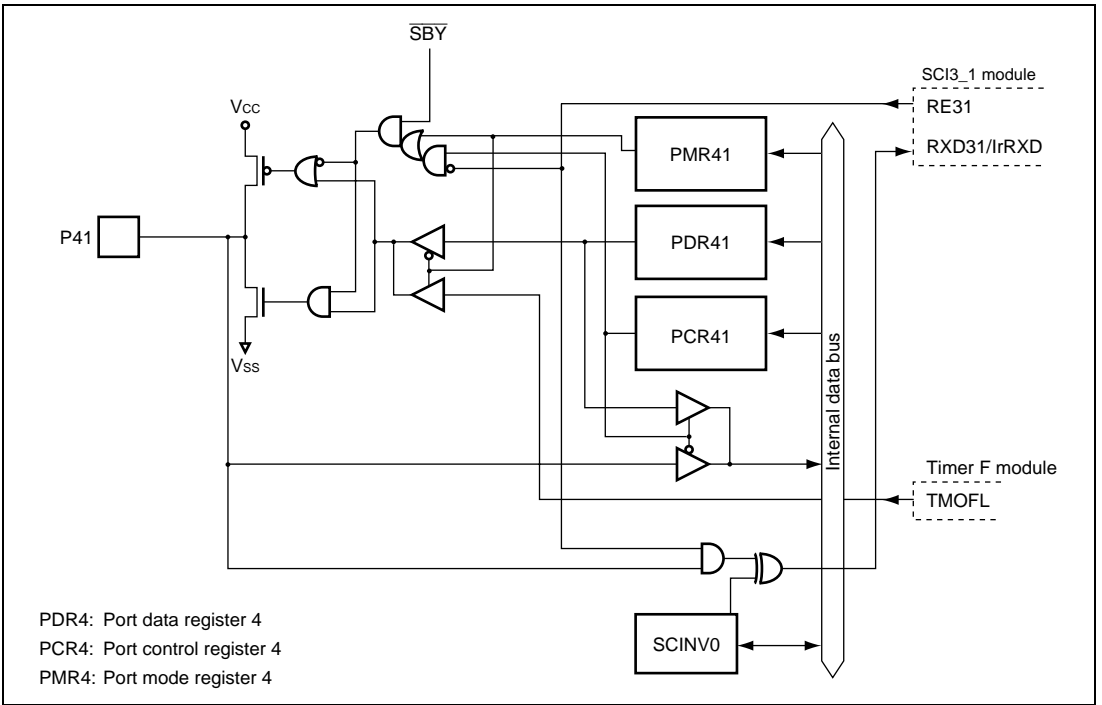 SBY
SCI3_1 module
VCC
RE31
PMR41
RXD31/IrRXD
P41
PDR41
PCR41
VSS
Internal data bus
Timer F module
TMOFL
PDR4: Port data register 4
PCR4: Port control register 4
PMR4: Port mode register 4
SCINV0